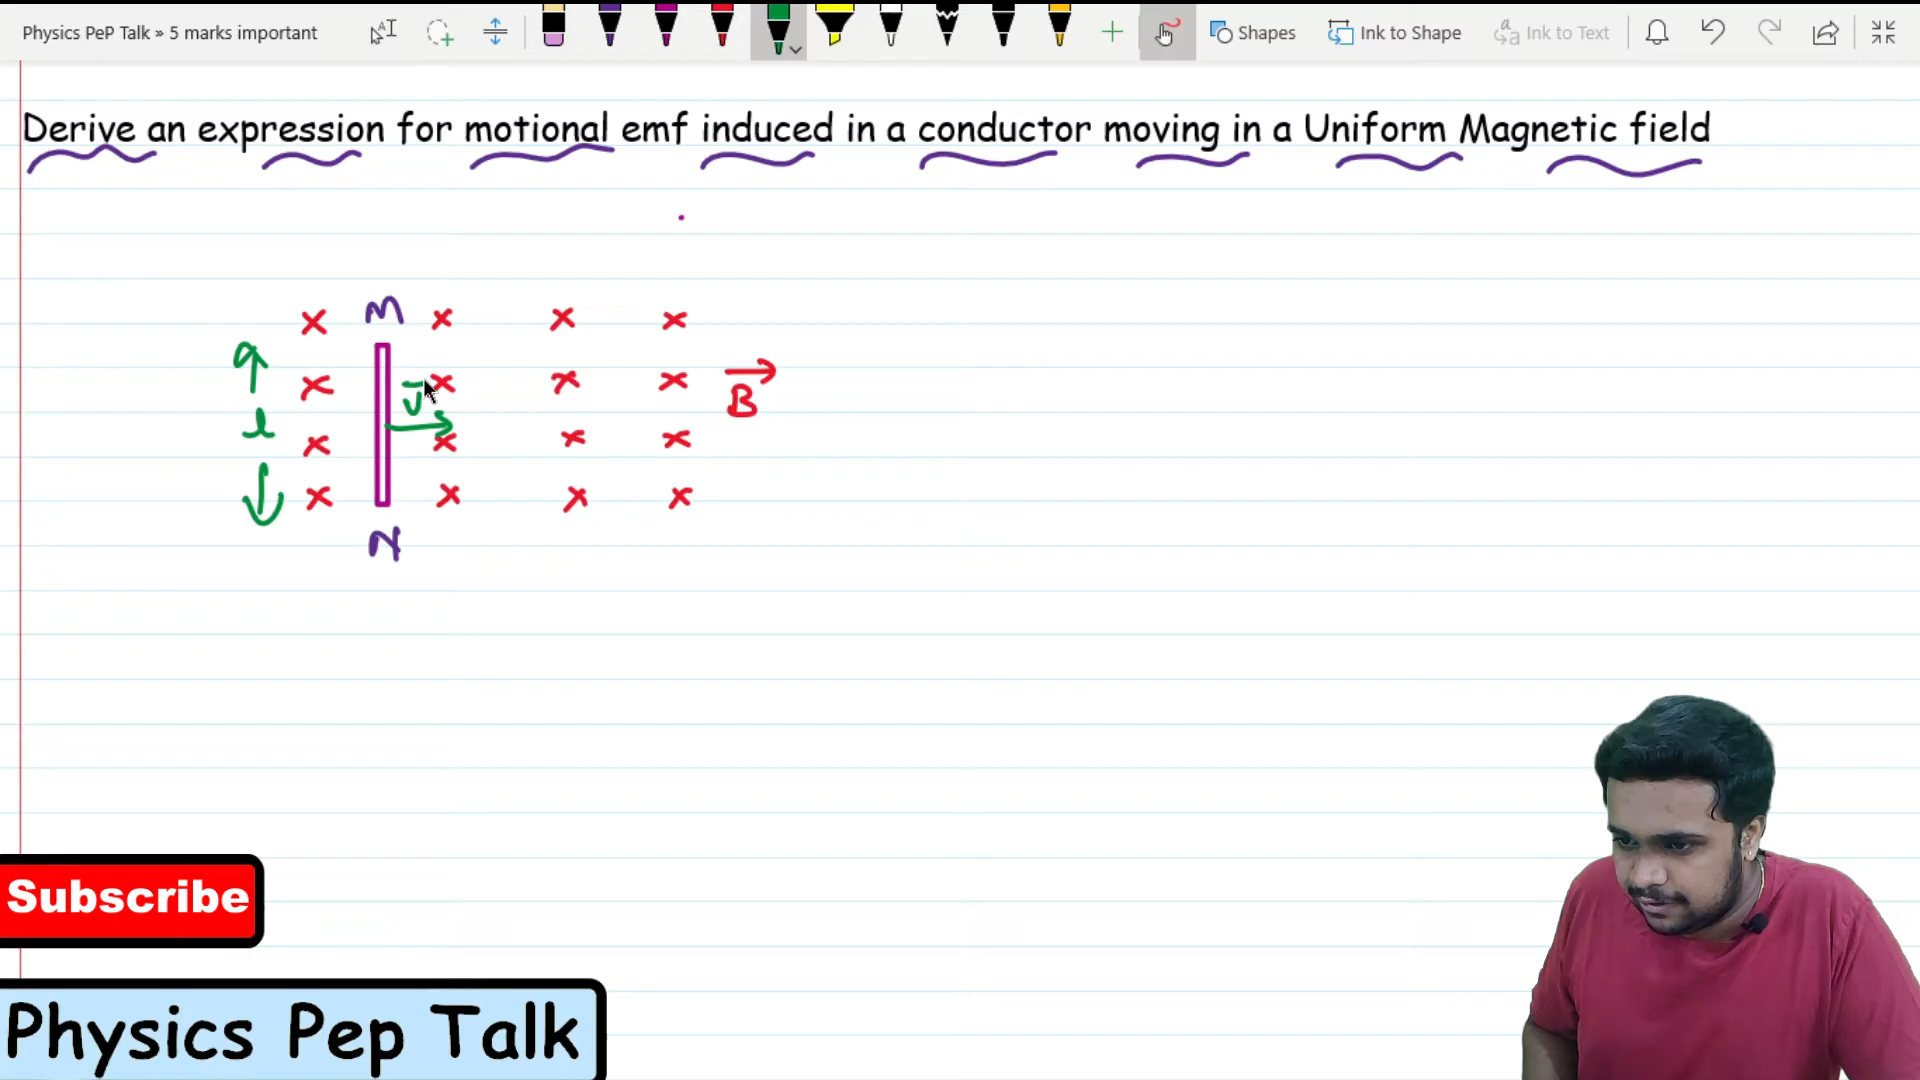 Physics PeP Talk » 5 marks important
Shapes
Ink to Shape
Ink to Text
Derive an expression for motional emf induced in a conductor moving in a Uniform Magnetic field
M
B
v
l
N
Subscribe
Physics Pep Talk